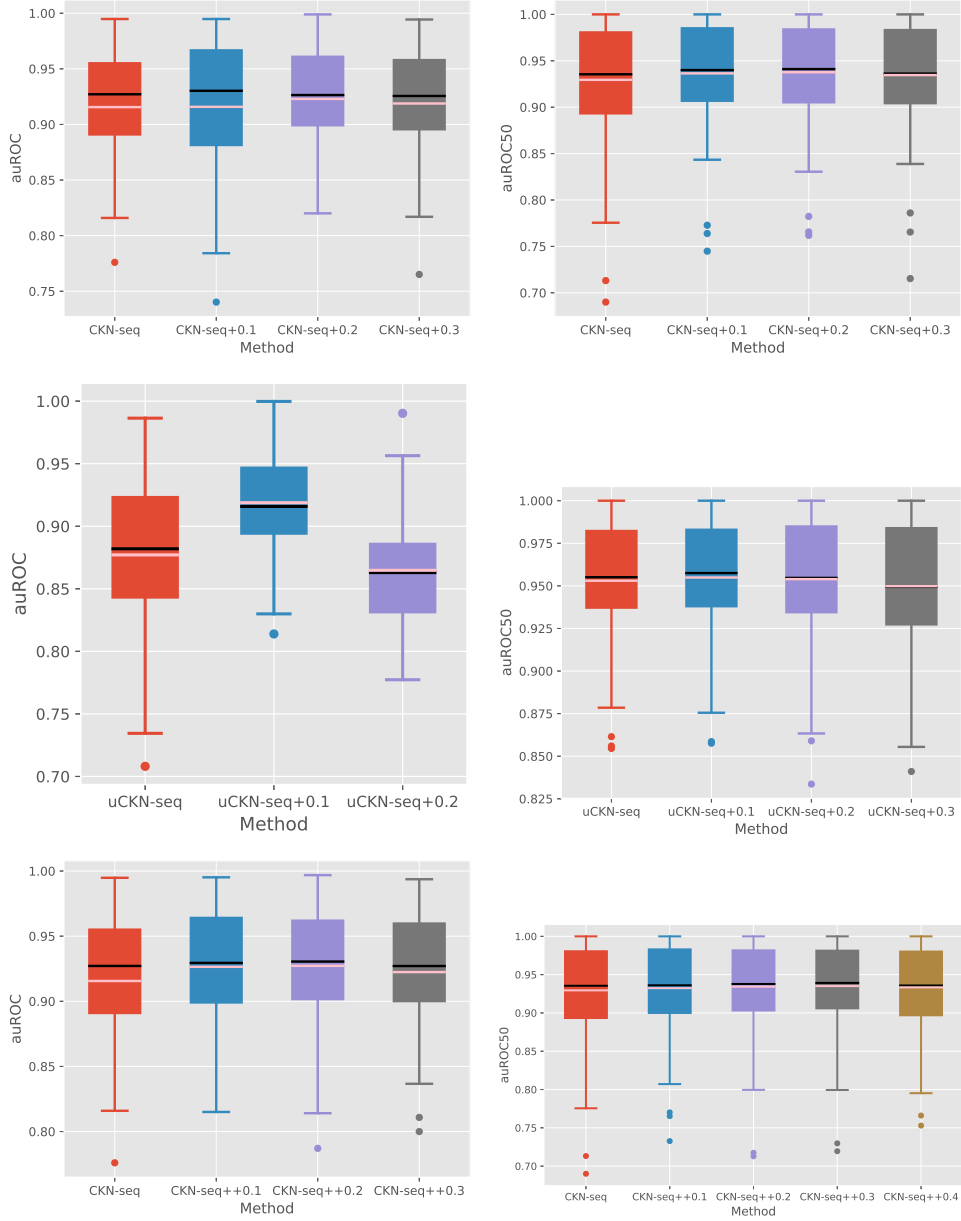 auROC
1.00
0.95
0.90
0.85
0.80
0.75
CKN-seq CKN-seq+0.1 CKN-seq+0.2 CKN-seq+0.3
Method
auROC50
1.00
0.95
0.90
0.85
0.80
0.75
0.70
CKN-seq CKN-seq+0.1 CKN-seq+0.2 CKN-seq+0.3
Method
auROC
1.00
0.95
0.90
0.85
0.80
0.75
0.70
uCKN-seq uCKN-seq+0.1 uCKN-seq+0.2
Method
auROC50
1.000
0.975
0.950
0.925
0.900
0.875
0.850
0.825
uCKN-seq uCKN-seq+0.1 uCKN-seq+0.2 uCKN-seq+0.3
Method
auROC
1.00
0.95
0.90
0.85
0.80
CKN-seq CKN-seq++0.1 CKN-seq++0.2 CKN-seq++0.3
Method
auROC50
1.00
0.95
0.90
0.85
0.80
0.75
0.70
CKN-seq CKN-seq++0.1 CKN-seq++0.2 CKN-seq++0.3 CKN-seq++0.4
Method